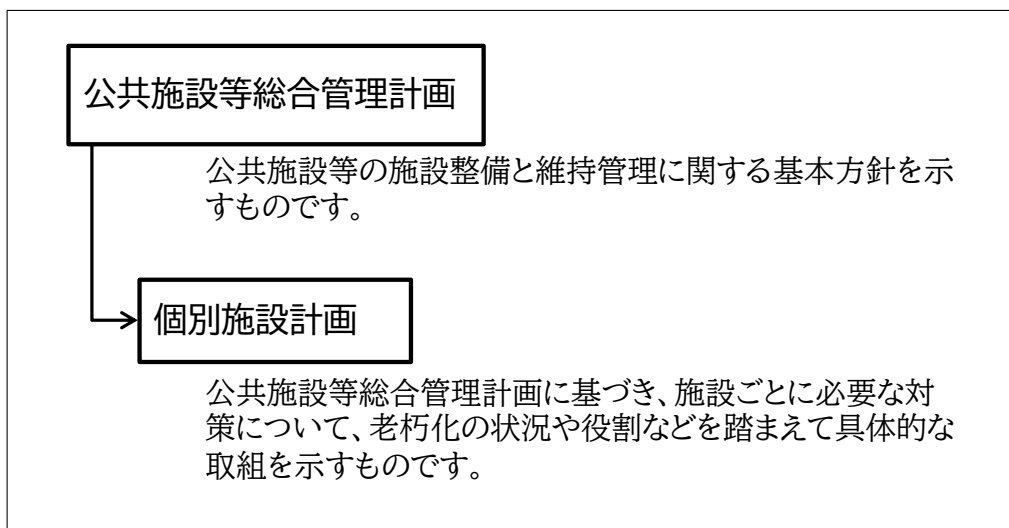 公共施設等総合管理計画
公共施設等の施設整備と維持管理に関する基本方針を示
すものです。
個別施設計画
公共施設等総合管理計画に基づき、施設ごとに必要な対
策について、老朽化の状況や役割などを踏まえて具体的な
取組を示すものです。